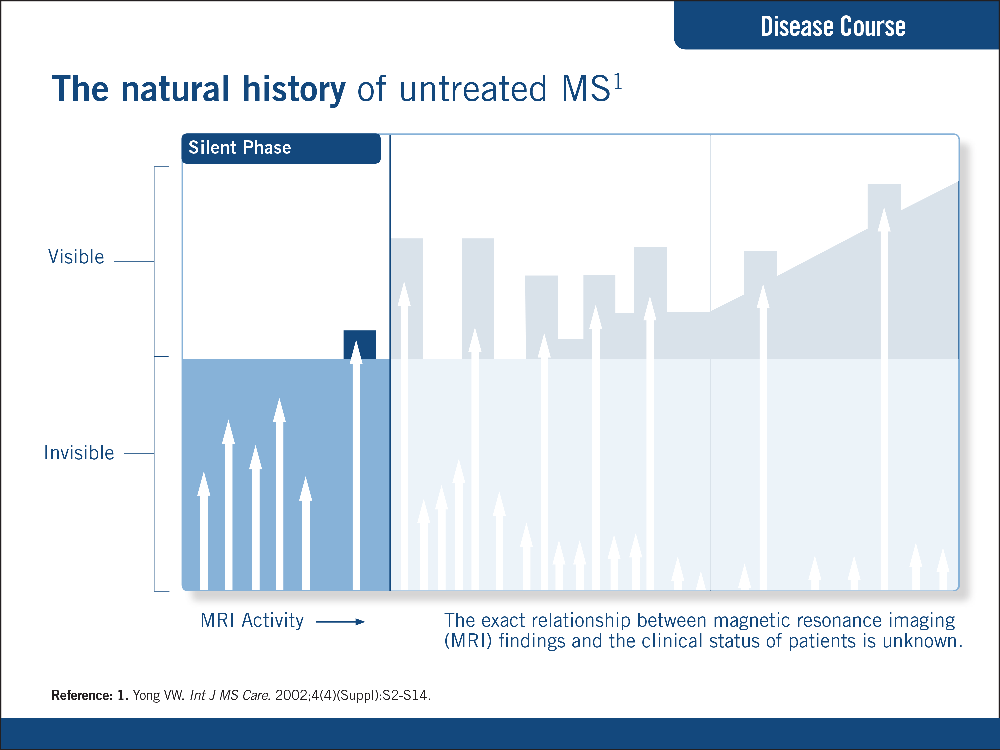 Disease Course
The natural history of untreated MS1
Silent Phase
Visible
Invisible
MRI Activity
The exact relationship between magnetic resonance imaging
(MRI) findings and the clinical status of patients is unknown.
Reference: 1. Yong VW. Int J MS Care. 2002;4(4)(Suppl):S2-S14.